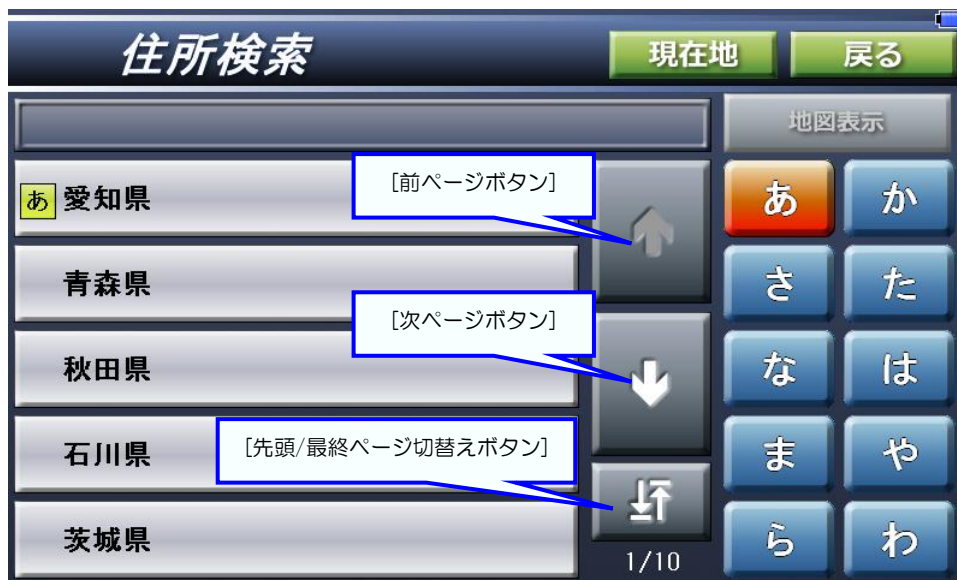 住所検索
現在地
戻る
地図表示
あ 愛知県
[前ページボタン]
あ
か
青森県
さ
た
[次ページボタン]
秋田県
な
は
石川県
[先頭/最終ページ切替えボタン]
ま
や
茨城県
1/10
ら
わ